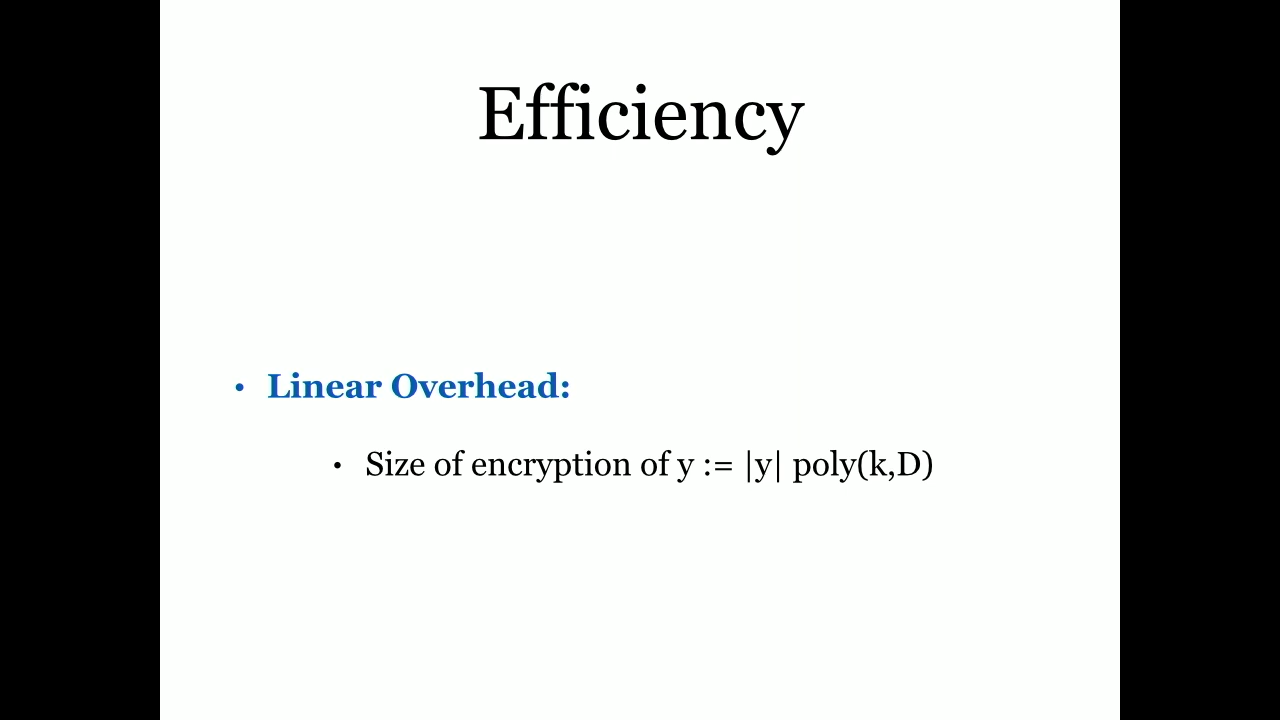 Efficiency
• Linear Overhead:
• Size of encryption of y := |y| poly(k,D)